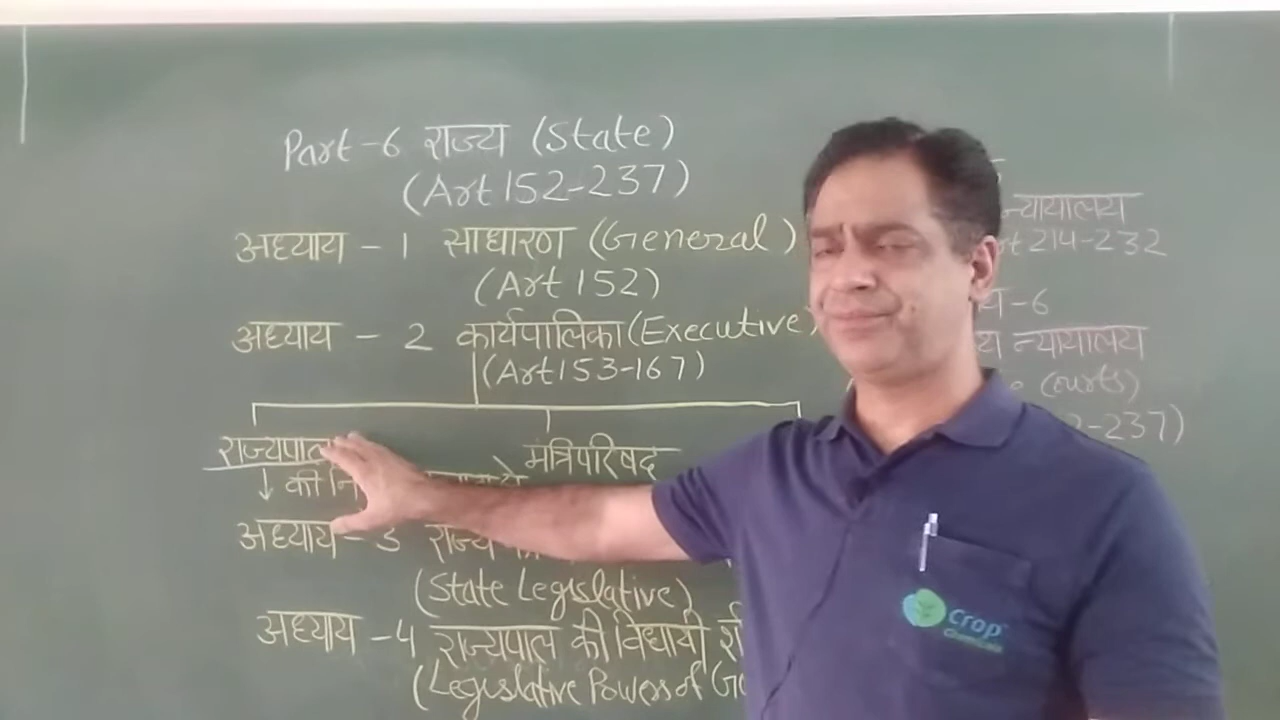 Part-6 राज्य (State)
(Art 152-237)
अध्याय - 1 साधारण (General)
(Art 152)
अध्याय - 2 कार्यपालिका (Executive)
(Art 153-167)
राज्यपाल
मंत्रिपरिषद
↓ की
अध्याय - 3 राज्य
(State Legislative)
अध्याय - 4 राज्यपाल की विधायी
(Legislative Powers of
न्यायालय
214-232
-6
न्यायालय
-237)
Crop
Chemicals